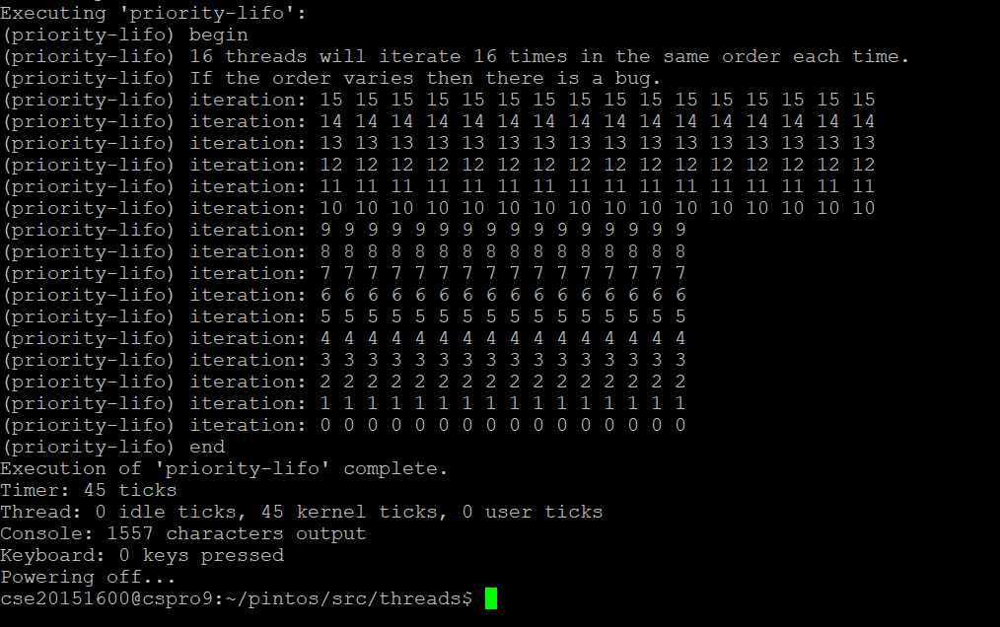 Executing 'priority-lifo':
(priority-lifo) begin
(priority-lifo) 16 threads will iterate 16 times in the same order each time.
(priority-lifo) If the order varies then there is a bug.
(priority-lifo) iteration: 15 15 15 15 15 15 15 15 15 15 15 15 15 15 15 15
(priority-lifo) iteration: 14 14 14 14 14 14 14 14 14 14 14 14 14 14 14 14
(priority-lifo) iteration: 13 13 13 13 13 13 13 13 13 13 13 13 13 13 13 13
(priority-lifo) iteration: 12 12 12 12 12 12 12 12 12 12 12 12 12 12 12 12
(priority-lifo) iteration: 11 11 11 11 11 11 11 11 11 11 11 11 11 11 11 11
(priority-lifo) iteration: 10 10 10 10 10 10 10 10 10 10 10 10 10 10 10 10
(priority-lifo) iteration: 9 9 9 9 9 9 9 9 9 9 9 9 9 9 9 9
(priority-lifo) iteration: 8 8 8 8 8 8 8 8 8 8 8 8 8 8 8 8
(priority-lifo) iteration: 7 7 7 7 7 7 7 7 7 7 7 7 7 7 7 7
(priority-lifo) iteration: 6 6 6 6 6 6 6 6 6 6 6 6 6 6 6 6
(priority-lifo) iteration: 5 5 5 5 5 5 5 5 5 5 5 5 5 5 5 5
(priority-lifo) iteration: 4 4 4 4 4 4 4 4 4 4 4 4 4 4 4 4
(priority-lifo) iteration: 3 3 3 3 3 3 3 3 3 3 3 3 3 3 3 3
(priority-lifo) iteration: 2 2 2 2 2 2 2 2 2 2 2 2 2 2 2 2
(priority-lifo) iteration: 1 1 1 1 1 1 1 1 1 1 1 1 1 1 1 1
(priority-lifo) iteration: 0 0 0 0 0 0 0 0 0 0 0 0 0 0 0 0
(priority-lifo) end
Execution of 'priority-lifo' complete.
Timer: 45 ticks
Thread: 0 idle ticks, 45 kernel ticks, 0 user ticks
Console: 1557 characters output
Keyboard: 0 keys pressed
Powering off...
cse20151600@cspro9:~/pintos/src/threads$